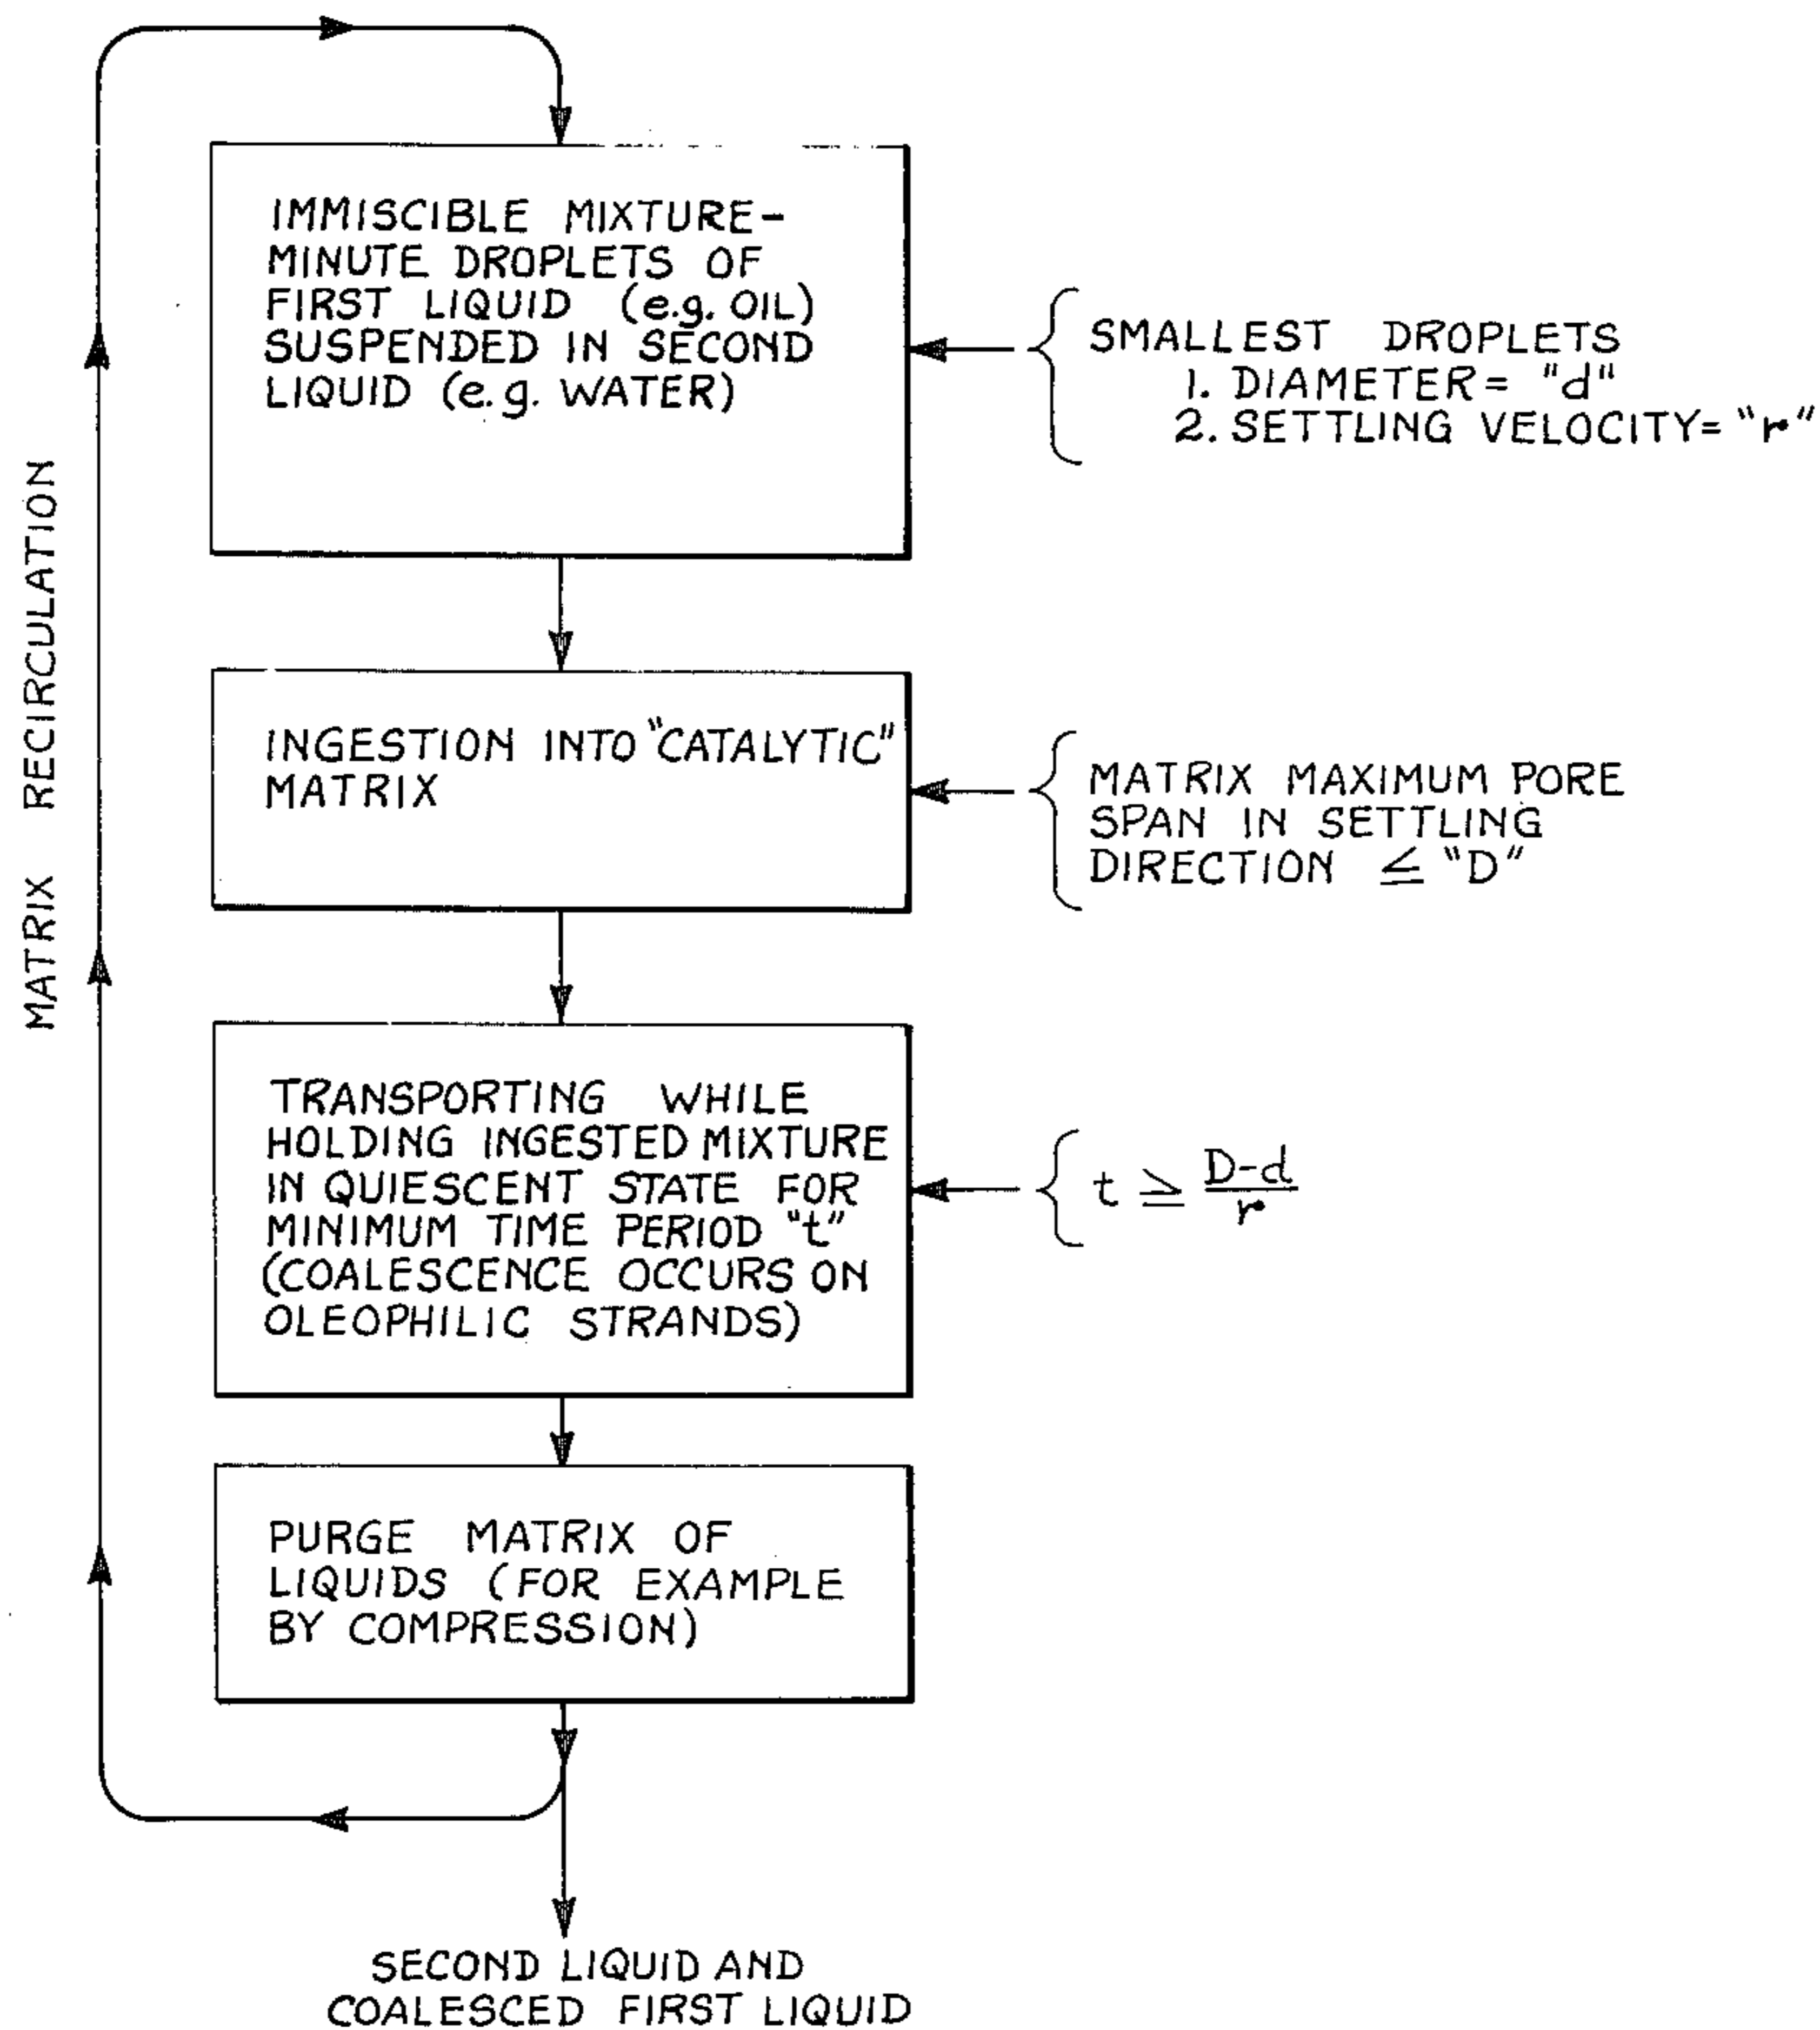 IMMISCIBLE MIXTURE-
MINUTE DROPLETS OF
FIRST LIQUID (e.g. OIL)
SUSPENDED IN SECOND
LIQUID (e.g. WATER)
SMALLEST DROPLETS
1. DIAMETER= "d"
2. SETTLING VELOCITY= "r"
MATRIX RECIRCULATION
INGESTION INTO "CATALYTIC"
MATRIX
MATRIX MAXIMUM PORE
SPAN IN SETTLING
DIRECTION ≤ "D"
TRANSPORTING WHILE
HOLDING INGESTED MIXTURE
IN QUIESCENT STATE FOR
MINIMUM TIME PERIOD "t"
(COALESCENCE OCCURS ON
OLEOPHILIC STRANDS)
t ≥ D-d
r
PURGE MATRIX OF
LIQUIDS (FOR EXAMPLE
BY COMPRESSION)
SECOND LIQUID AND
COALESCED FIRST LIQUID